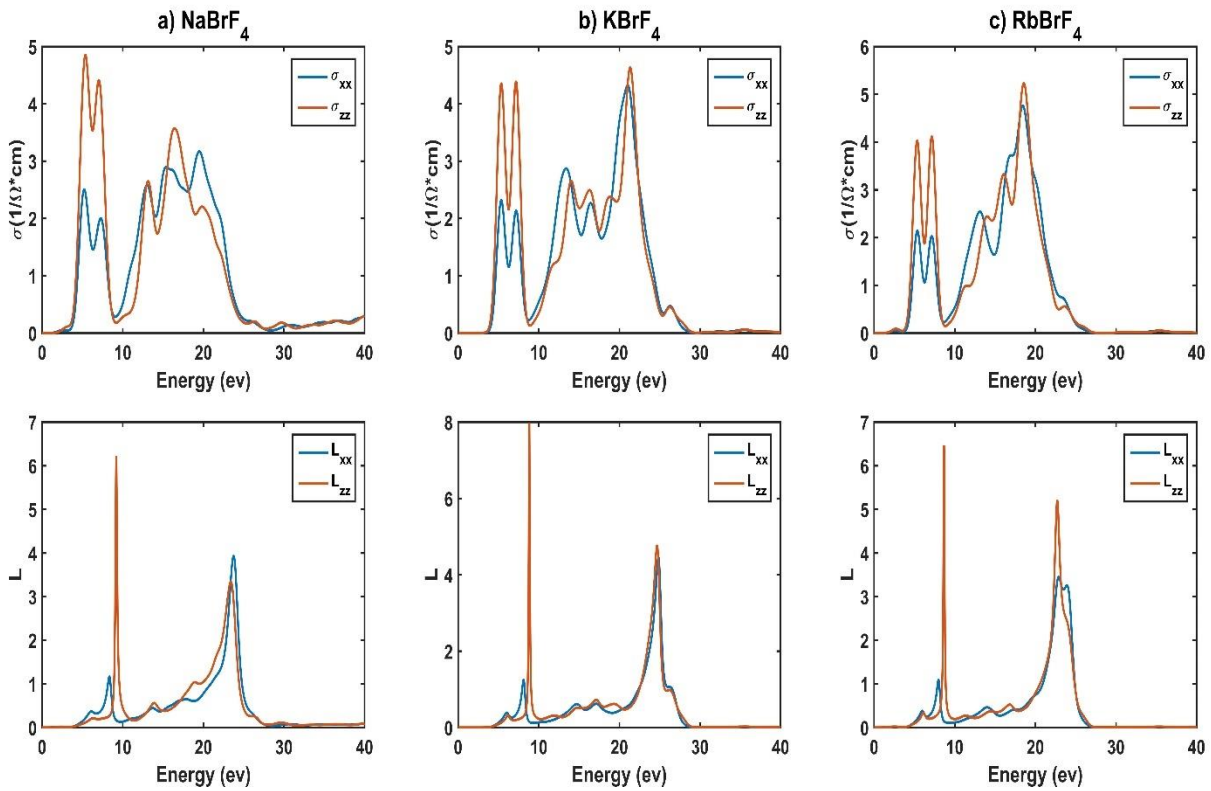 a) NaBrF4
b) KBrF4
c) RbBrF4
5
4
3
2
1
0
σ(1/Ω*cm)
σxx
σzz
0 10 20 30 40
Energy (ev)
5
4
3
2
1
0
σ(1/Ω*cm)
σxx
σzz
0 10 20 30 40
Energy (ev)
6
5
4
3
2
1
0
σ(1/Ω*cm)
σxx
σzz
0 10 20 30 40
Energy (ev)
7
6
5
4
3
2
1
0
L
Lxx
Lzz
0 10 20 30 40
Energy (ev)
8
6
4
2
0
L
Lxx
Lzz
0 10 20 30 40
Energy (ev)
7
6
5
4
3
2
1
0
L
Lxx
Lzz
0 10 20 30 40
Energy (ev)